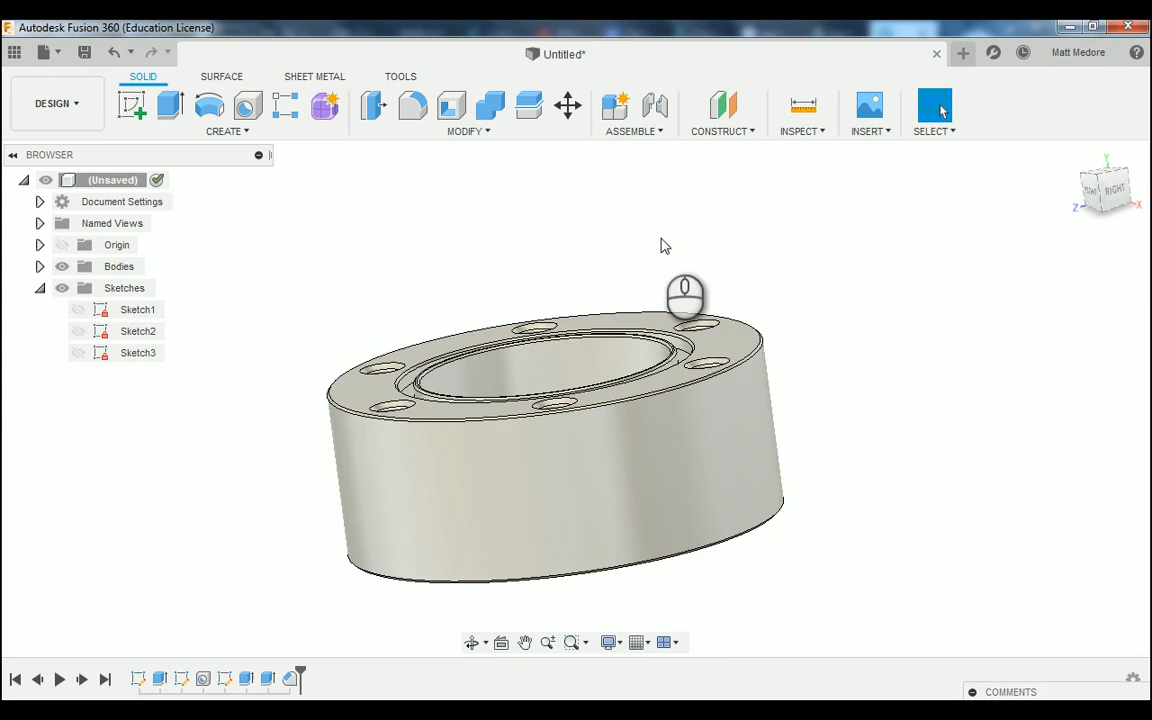 Autodesk Fusion 360 (Education License)
Untitled*
Matt Medore
DESIGN
SOLID
SURFACE
SHEET METAL
TOOLS
CREATE
MODIFY
ASSEMBLE
CONSTRUCT
INSPECT
INSERT
SELECT
BROWSER
(Unsaved)
Document Settings
Named Views
Origin
Bodies
Sketches
Sketch1
Sketch2
Sketch3
Y
RIGHT
Z
X
COMMENTS